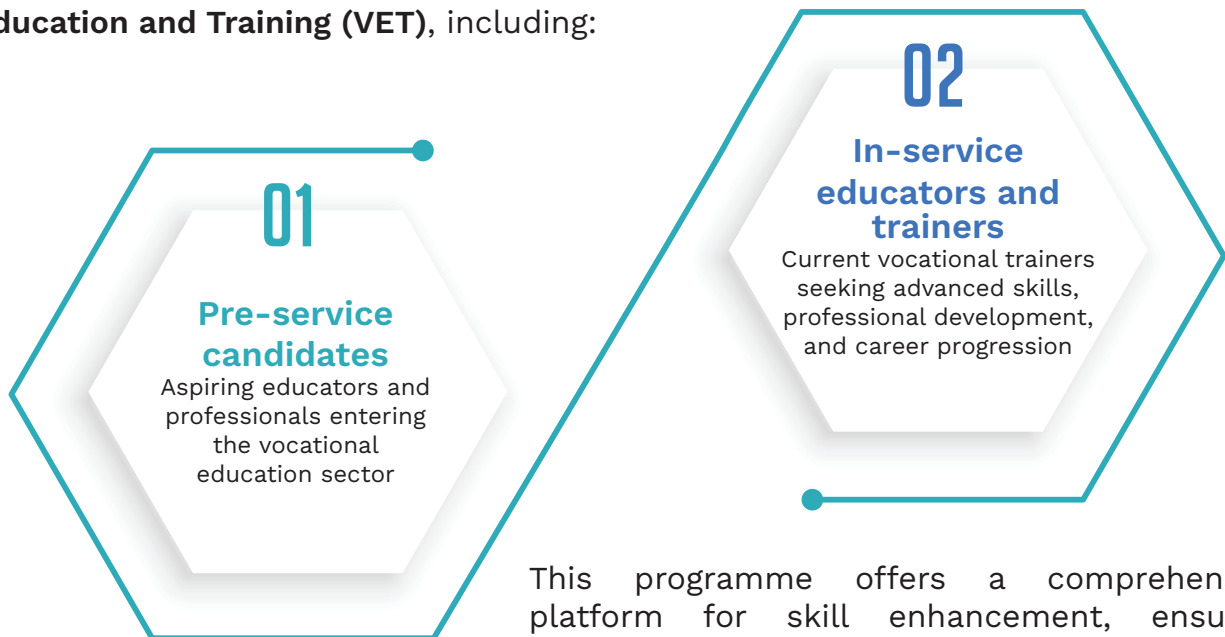 ducation and Training (VET), including:
01
Pre-service
candidates
Aspiring educators and
professionals entering
the vocational
education sector
02
In-service
educators and
trainers
Current vocational trainers
seeking advanced skills,
professional development,
and career progression
This programme offers a comprehen
platform for skill enhancement, ensu